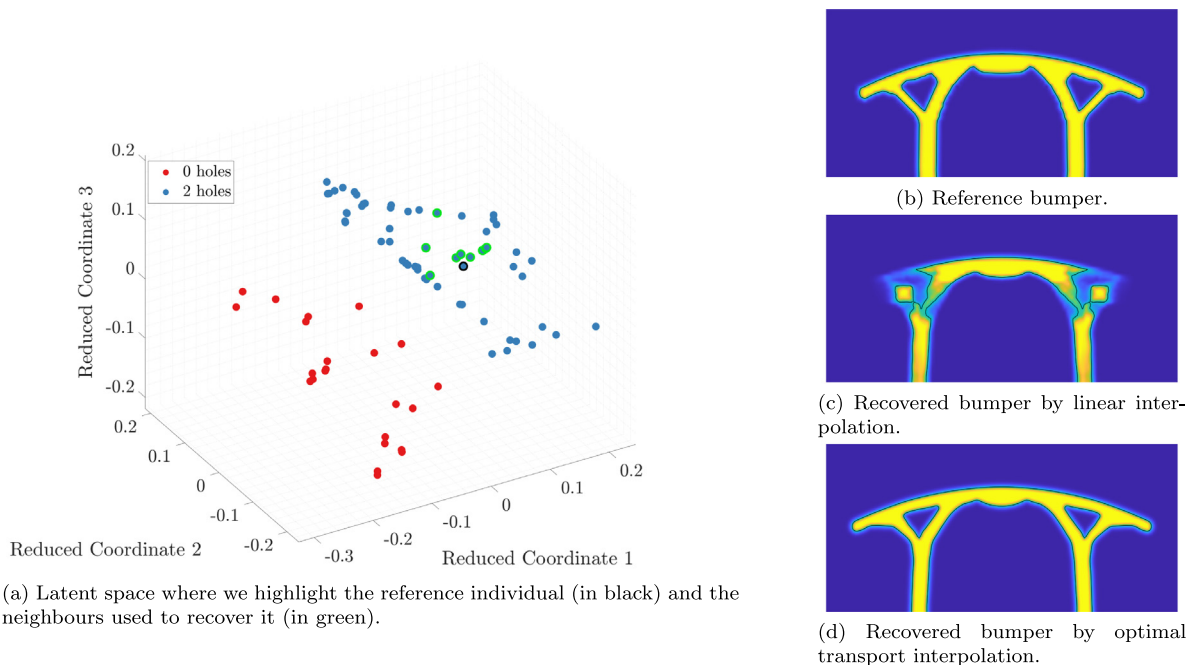 0.2
0.1
0
-0.1
-0.2
Reduced Coordinate 3
0 holes
2 holes
0.2
0.1
0
-0.1
-0.2
Reduced Coordinate 2
-0.3
-0.2
-0.1
0
0.1
0.2
Reduced Coordinate 1
(a) Latent space where we highlight the reference individual (in black) and the
neighbours used to recover it (in green).
(b) Reference bumper.
(c) Recovered bumper by linear inter-
polation.
(d) Recovered bumper by optimal
transport interpolation.